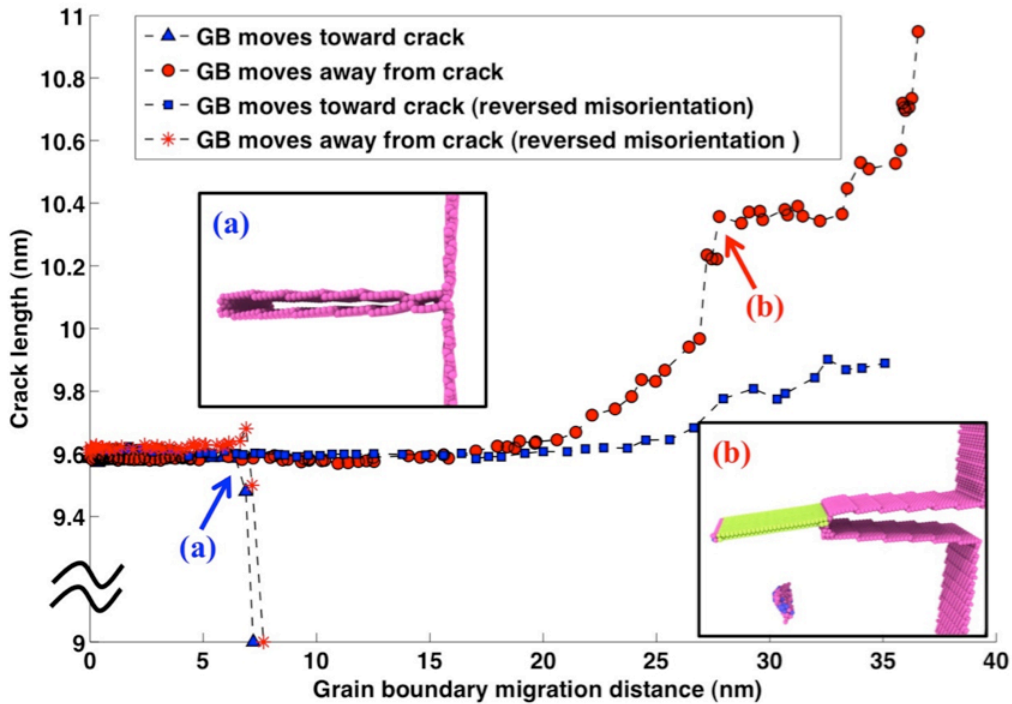 11
10.8
10.6
10.4
10.2
10
9.8
9.6
9.4
9
Crack length (nm)
GB moves toward crack
GB moves away from crack
GB moves toward crack (reversed misorientation)
GB moves away from crack (reversed misorientation )
(a)
(b)
(a)
(b)
0 5 10 15 20 25 30 35 40
Grain boundary migration distance (nm)